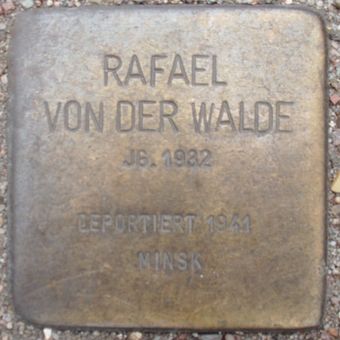 RAFAEL
VON DER WALDE
JG. 1932
DEPORTIERT 1941
MINSK